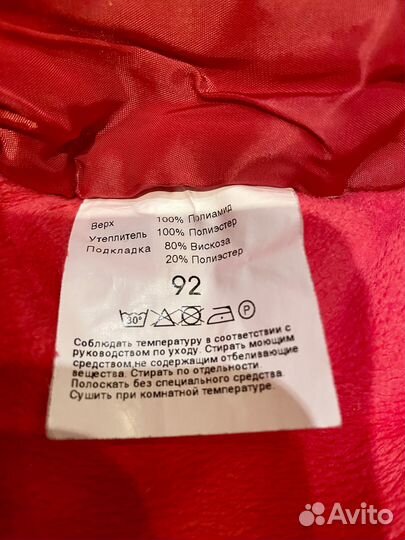 Верх 100% Полиамид
Утеплитель 100% Полиэстер
Подкладка 80% Вискоза
20% Полиэстер
92
30° P
Соблюдать температуру в соответствии с
руководством по уходу. Стирать моющим
средством не содержащим отбеливающие
вещества. Стирать по отдельности
Полоскать без специального средства.
Сушить при комнатной температуре.
Avito